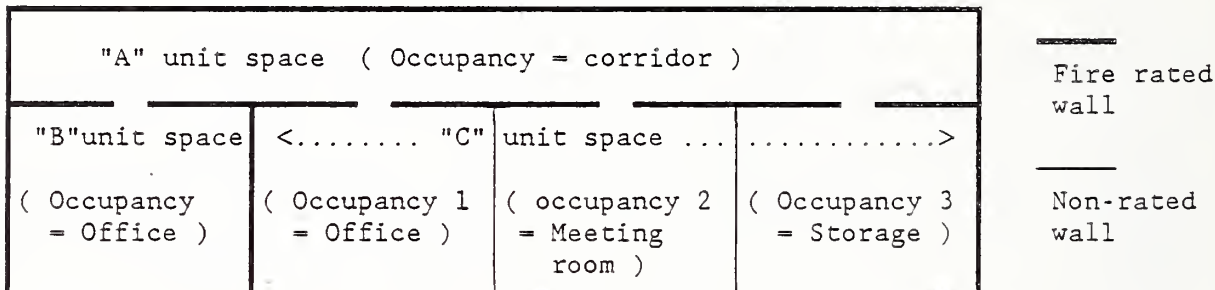 "A" unit space ( Occupancy = corridor )
Fire rated
wall
"B"unit space <........ "C" unit space ... .............>
( Occupancy
= Office )
( Occupancy 1
= Office )
( occupancy 2
= Meeting
room )
( Occupancy 3
= Storage )
Non-rated
wall